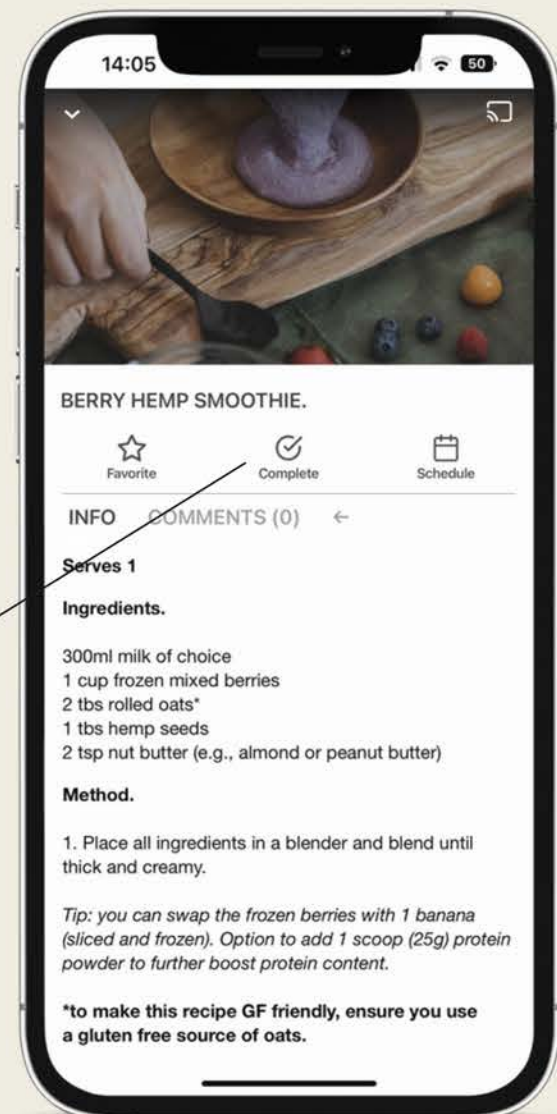 14:05
50
BERRY HEMP SMOOTHIE.
Favorite
Complete
Schedule
INFO COMMENTS (0) ←
Serves 1
Ingredients.
300ml milk of choice
1 cup frozen mixed berries
2 tbs rolled oats*
1 tbs hemp seeds
2 tsp nut butter (e.g., almond or peanut butter)
Method.
1. Place all ingredients in a blender and blend until
thick and creamy.
Tip: you can swap the frozen berries with 1 banana
(sliced and frozen). Option to add 1 scoop (25g) protein
powder to further boost protein content.
*to make this recipe GF friendly, ensure you use
a gluten free source of oats.